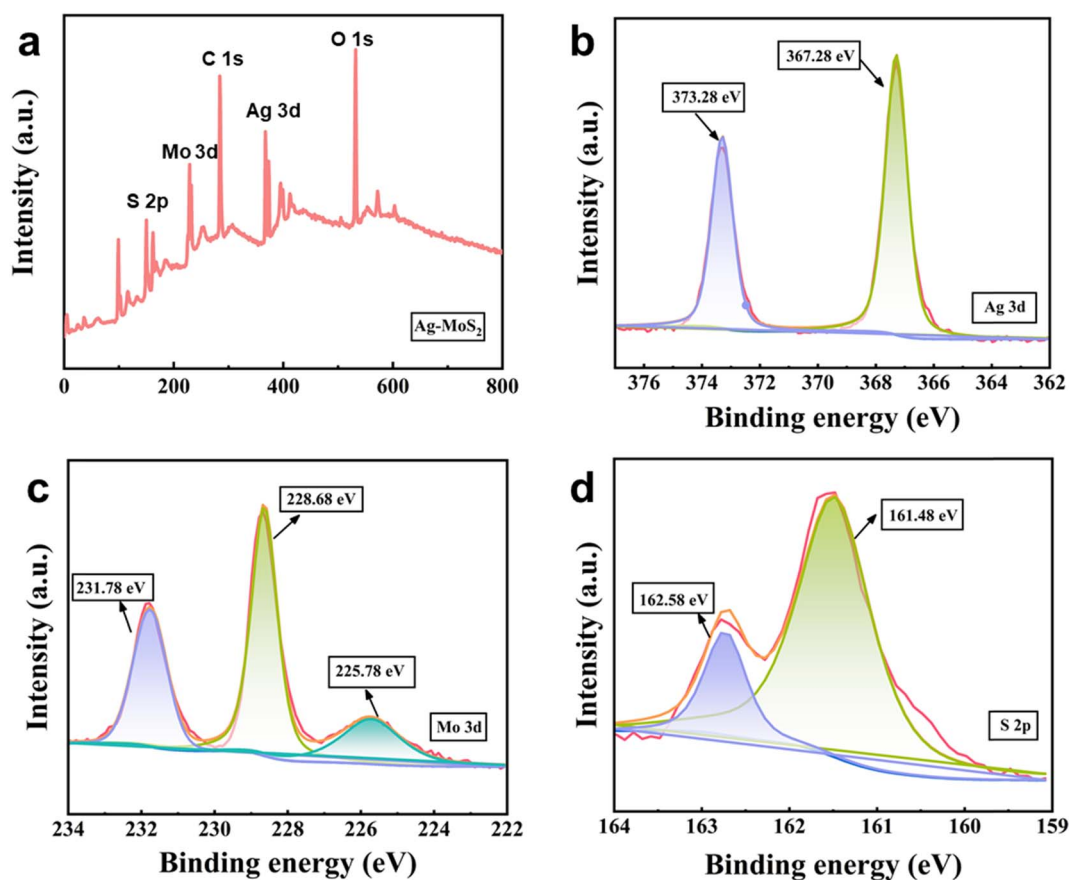 a
Intensity (a.u.)
S 2p
Mo 3d
C 1s
Ag 3d
O 1s
Ag-MoS₂
0 200 400 600 800
b
Intensity (a.u.)
373.28 eV
367.28 eV
Ag 3d
376 374 372 370 368 366 364 362
Binding energy (eV)
c
Intensity (a.u.)
231.78 eV
228.68 eV
225.78 eV
Mo 3d
234 232 230 228 226 224 222
Binding energy (eV)
d
Intensity (a.u.)
162.58 eV
161.48 eV
S 2p
164 163 162 161 160 159
Binding energy (eV)